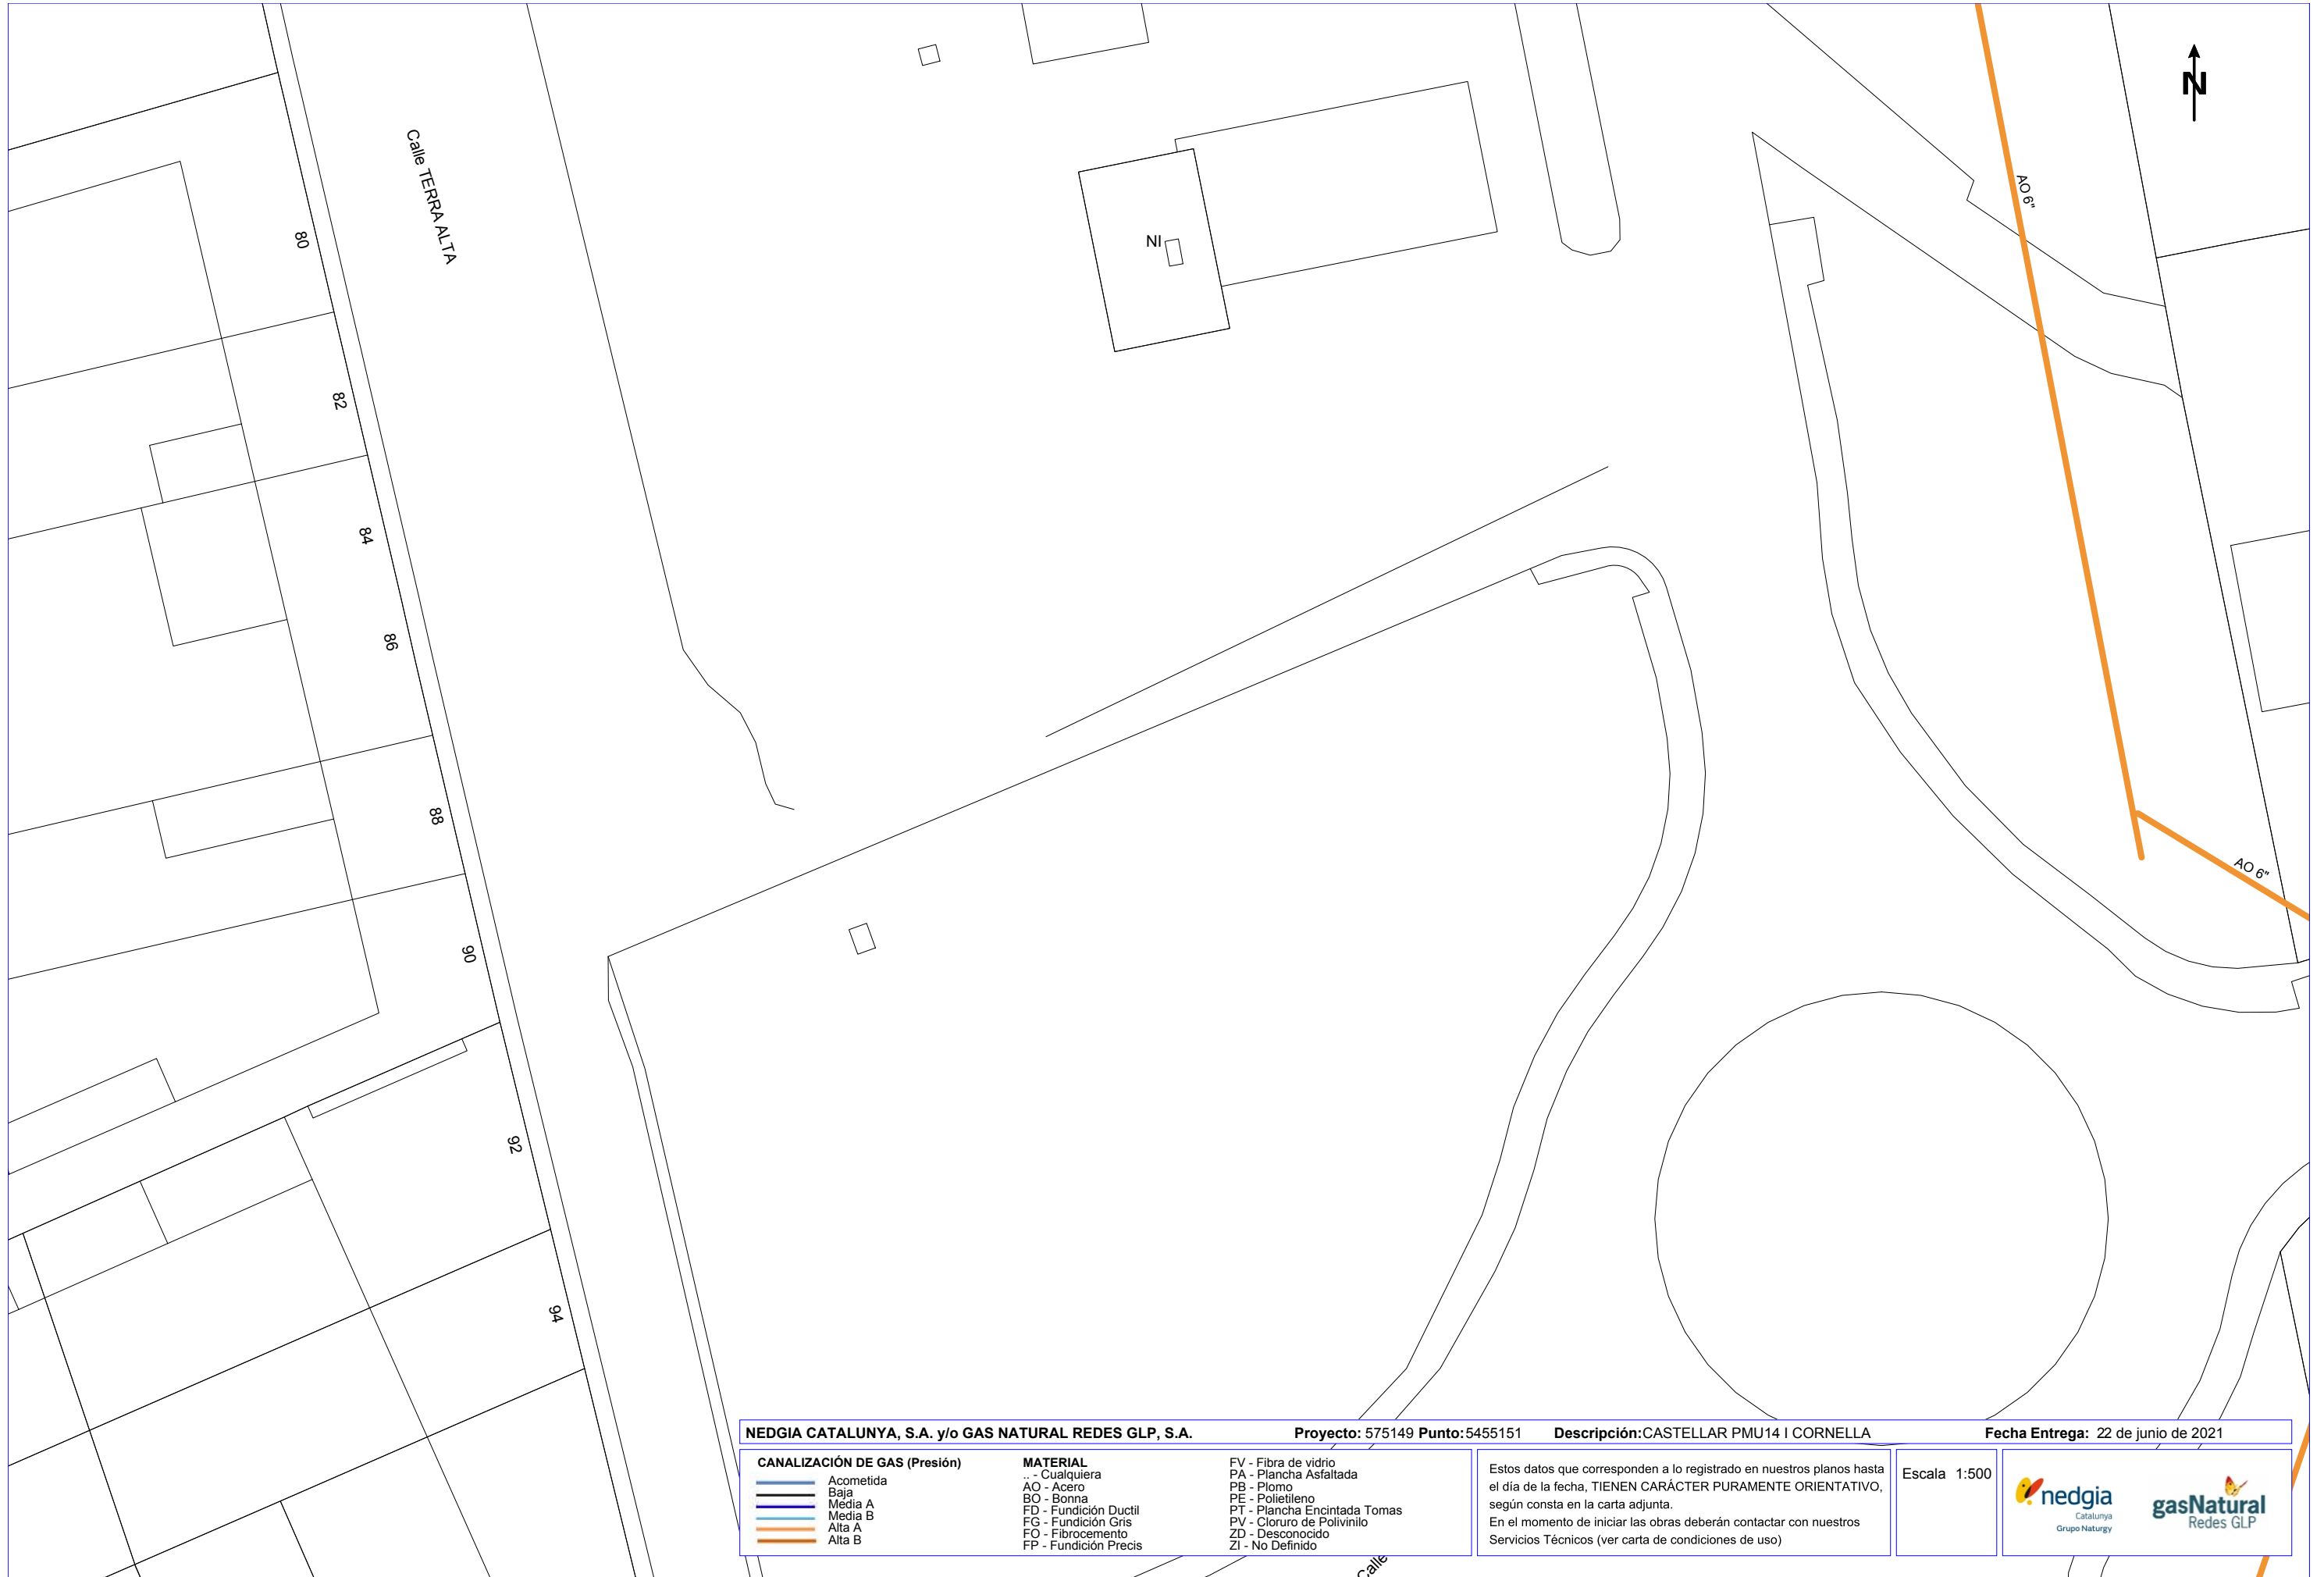 N
Calle TERRA ALTA
AO 6"
80
NI
82
84
86
88
AO 6"
90
92
94
NEDGIA CATALUNYA, S.A. y/o GAS NATURAL REDES GLP, S.A. Proyecto: 575149 Punto:5455151 Descripción:CASTELLAR PMU14 I CORNELLA Fecha Entrega: 22 de junio de 2021
CANALIZACIÓN DE GAS (Presión)
Acometida
Baja
Media A
Media B
Alta A
Alta B
MATERIAL
.. - Cualquiera
AO - Acero
BO - Bonna
FD - Fundición Ductil
FG - Fundición Gris
FO - Fibrocemento
FP - Fundición Precis
FV - Fibra de vidrio
PA - Plancha Asfaltada
PB - Plomo
PE - Polietileno
PT - Plancha Encintada Tomas
PV - Cloruro de Polivinilo
ZD - Desconocido
ZI - No Definido
Estos datos que corresponden a lo registrado en nuestros planos hasta
el día de la fecha, TIENEN CARÁCTER PURAMENTE ORIENTATIVO,
según consta en la carta adjunta.
En el momento de iniciar las obras deberán contactar con nuestros
Servicios Técnicos (ver carta de condiciones de uso)
Escala 1:500
nedgia
Catalunya
Grupo Naturgy
gasNatural
Redes GLP
Calle